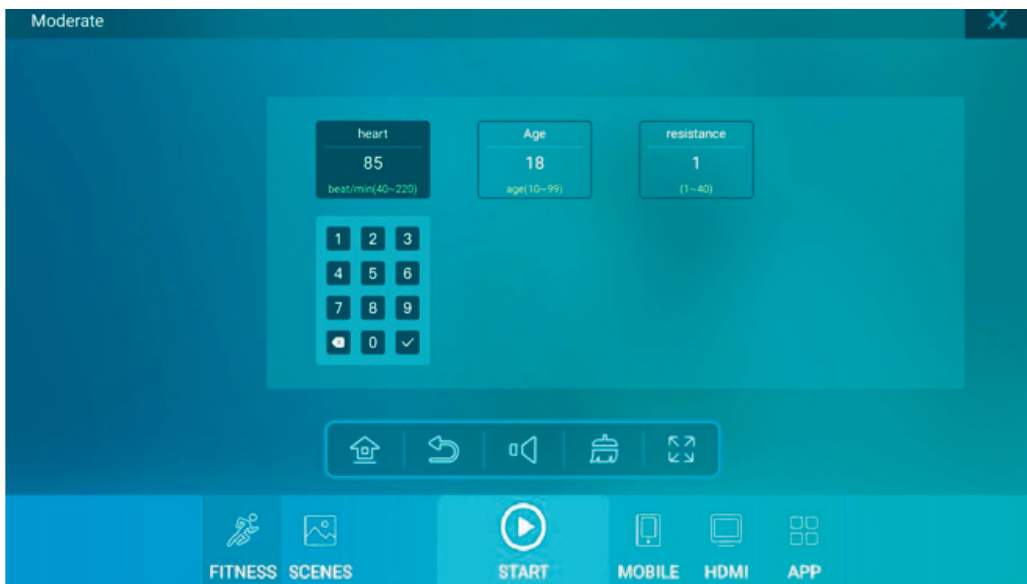 Moderate
heart Age resistance
85 18 1
beat/min(40~220) age(10~99) (1~40)
1 2 3
4 5 6
7 8 9
0
FITNESS SCENES START MOBILE HDMI APP